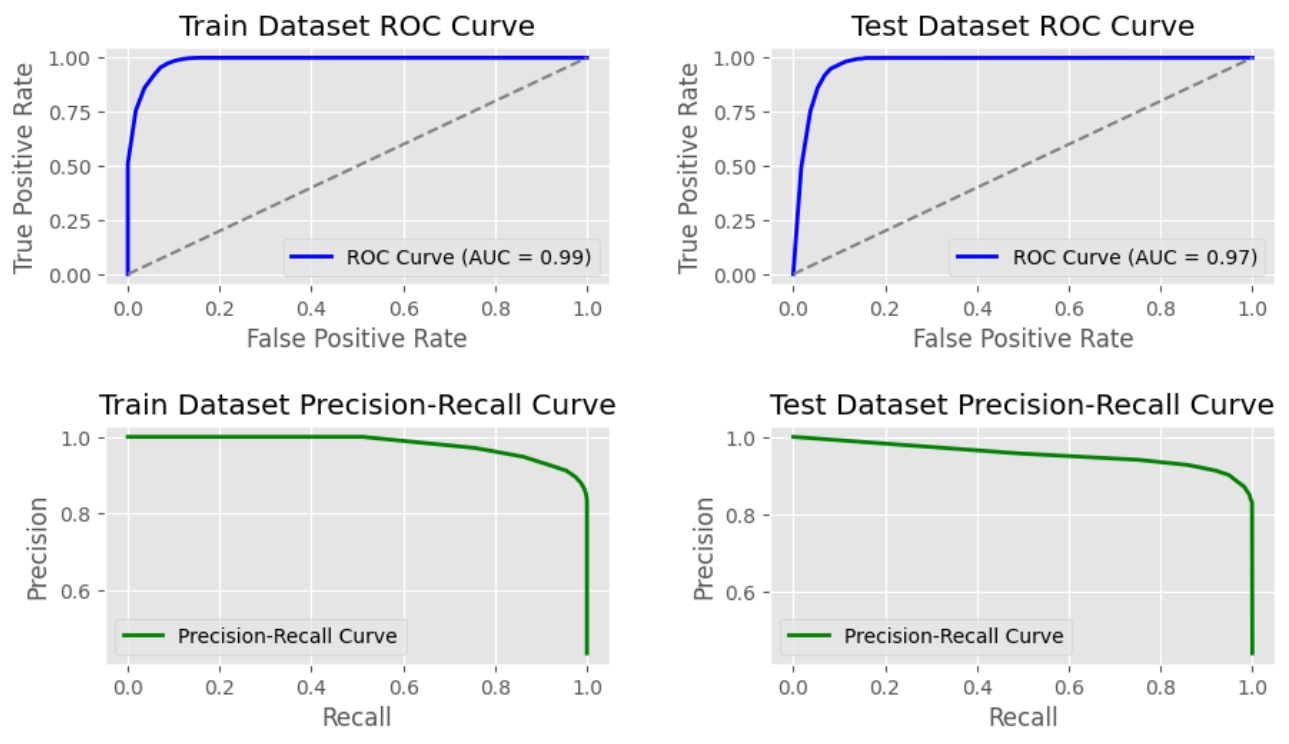 Train Dataset ROC Curve
True Positive Rate
1.00
0.75
0.50
0.25
0.00
ROC Curve (AUC = 0.99)
0.0 0.2 0.4 0.6 0.8 1.0
False Positive Rate
Test Dataset ROC Curve
True Positive Rate
1.00
0.75
0.50
0.25
0.00
ROC Curve (AUC = 0.97)
0.0 0.2 0.4 0.6 0.8 1.0
False Positive Rate
Train Dataset Precision-Recall Curve
Precision
1.0
0.8
0.6
Precision-Recall Curve
0.0 0.2 0.4 0.6 0.8 1.0
Recall
Test Dataset Precision-Recall Curve
Precision
1.0
0.8
0.6
Precision-Recall Curve
0.0 0.2 0.4 0.6 0.8 1.0
Recall